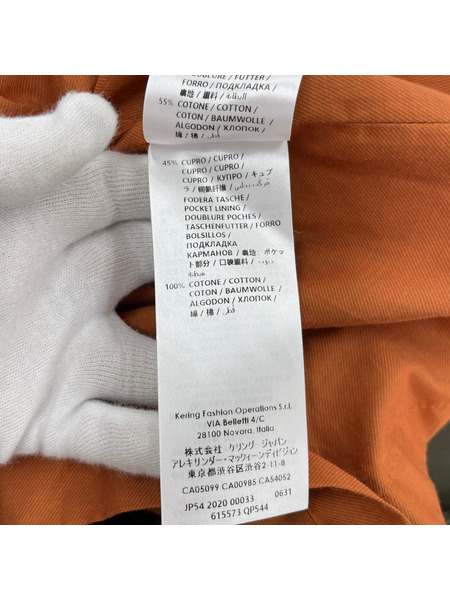 DOUBLURE / FUTTER /
FORRO / ПОДКЛАДКА /
裏地 / 里料 / البطانة
55% COTONE / COTTON /
COTON / BAUMWOLLE /
ALGODON / ХЛОПОК /
綿 / 棉 / قطن
45% CUPRO / CUPRO /
CUPRO / CUPRO /
CUPRO / КУПРО / キュプ
ラ / 铜氨纤维 /
FODERA TASCHE /
POCKET LINING /
DOUBLURE POCHES /
TASCHENFUTTER / FORRO
BOLSILLOS /
ПОДКЛАДКА
КАРМАНОВ / 裏地: ポケッ
ト部分 / 口袋里料 /
100% COTONE / COTTON /
COTON / BAUMWOLLE /
ALGODON / ХЛОПОК /
綿 / 棉 / قطن
Kering Fashion Operations S.r.l.
VIA Belletti 4/C
28100 Novara, Italia
株式会社 ケリング ジャパン
アレキサンダー・マックィーンディビジョン
東京都渋谷区渋谷2-11-8
CA05099 CA00985 CA54052
JP54 2020 00033 0631
615573 QPS44